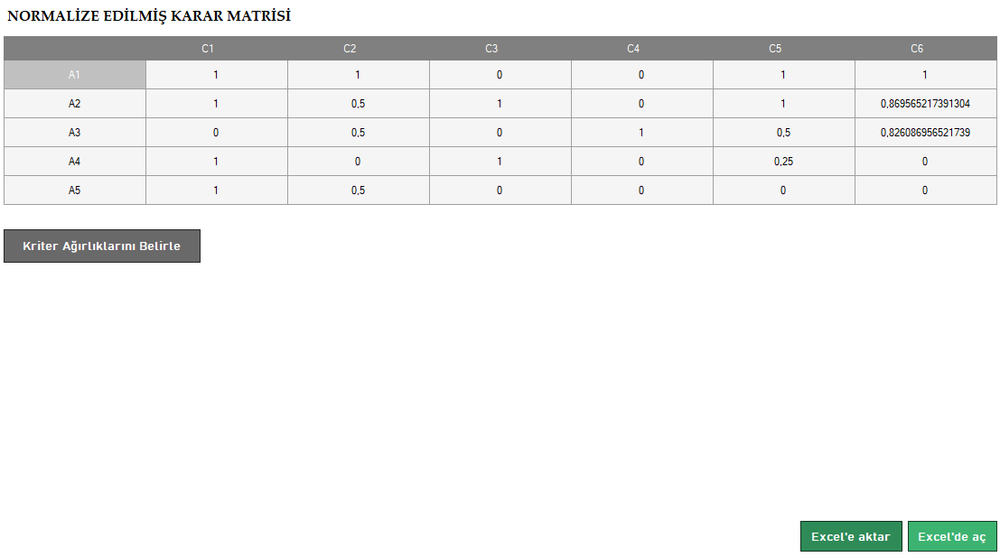 NORMALİZE EDİLMİŞ KARAR MATRİSİ
C1 C2 C3 C4 C5 C6
A1 1 1 0 0 1 1
A2 1 0,5 1 0 1 0,869565217391304
A3 0 0,5 0 1 0,5 0,826086956521739
A4 1 0 1 0 0,25 0
A5 1 0,5 0 0 0 0
Kriter Ağırlıklarını Belirle
Excel'e aktar Excel'de aç